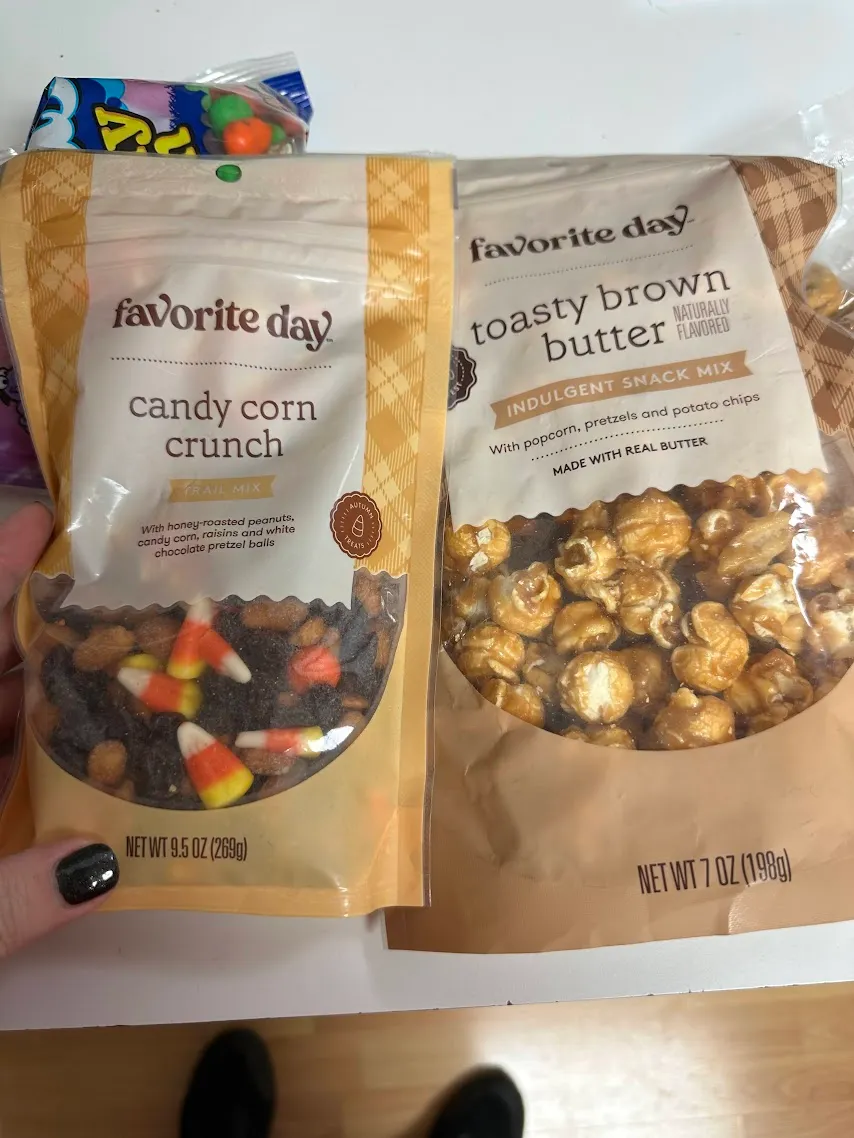 favorite day
candy corn
crunch
TRAIL MIX
With honey-roasted peanuts,
candy corn, raisins and white
chocolate pretzel balls
AUTUMN
TREATS
NET WT 9.5 OZ (269g)
favorite day
toasty brown
butter
NATURALLY
FLAVORED
INDULGENT SNACK MIX
With popcorn, pretzels and potato chips
MADE WITH REAL BUTTER
NET WT 7 OZ (198g)